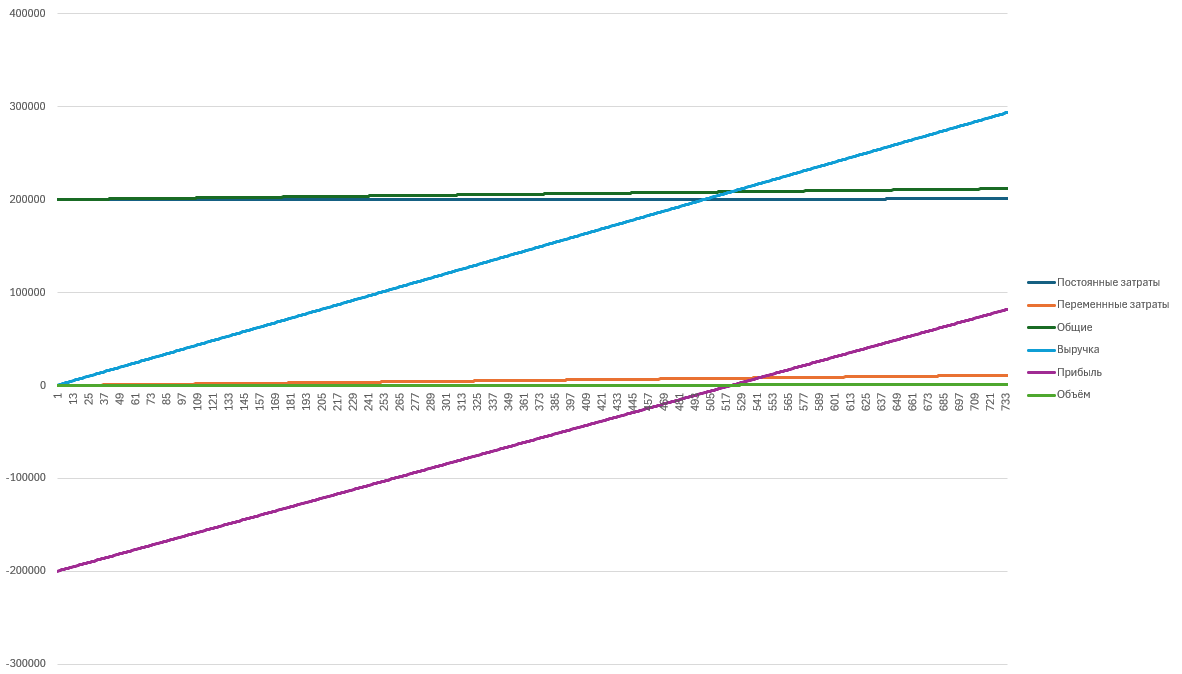 400000
300000
200000
100000
0
-100000
-200000
-300000
1 13 25 37 49 61 73 85 97 109 121 133 145 157 169 181 193 205 217 229 241 253 265 277 289 301 313 325 337 349 361 373 385 397 409 421 433 445 457 469 481 493 505 517 529 541 553 565 577 589 601 613 625 637 649 661 673 685 697 709 721 733
Постоянные затраты
Переменнные затраты
Общие
Выручка
Прибыль
Объём